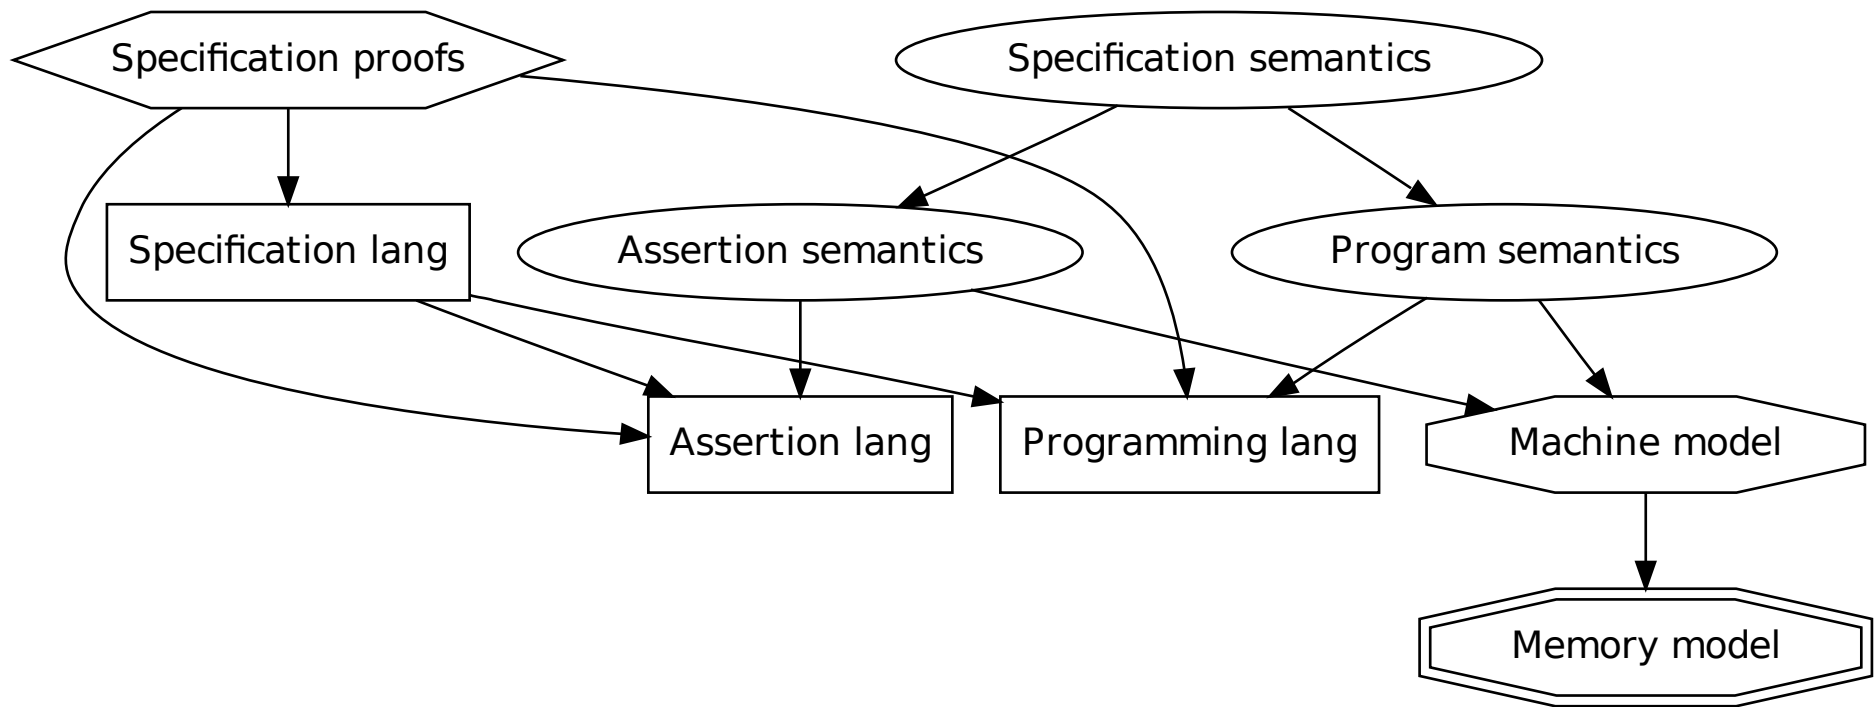 Specification proofs
Specification semantics
Specification lang
Assertion semantics
Program semantics
Assertion lang
Programming lang
Machine model
Memory model